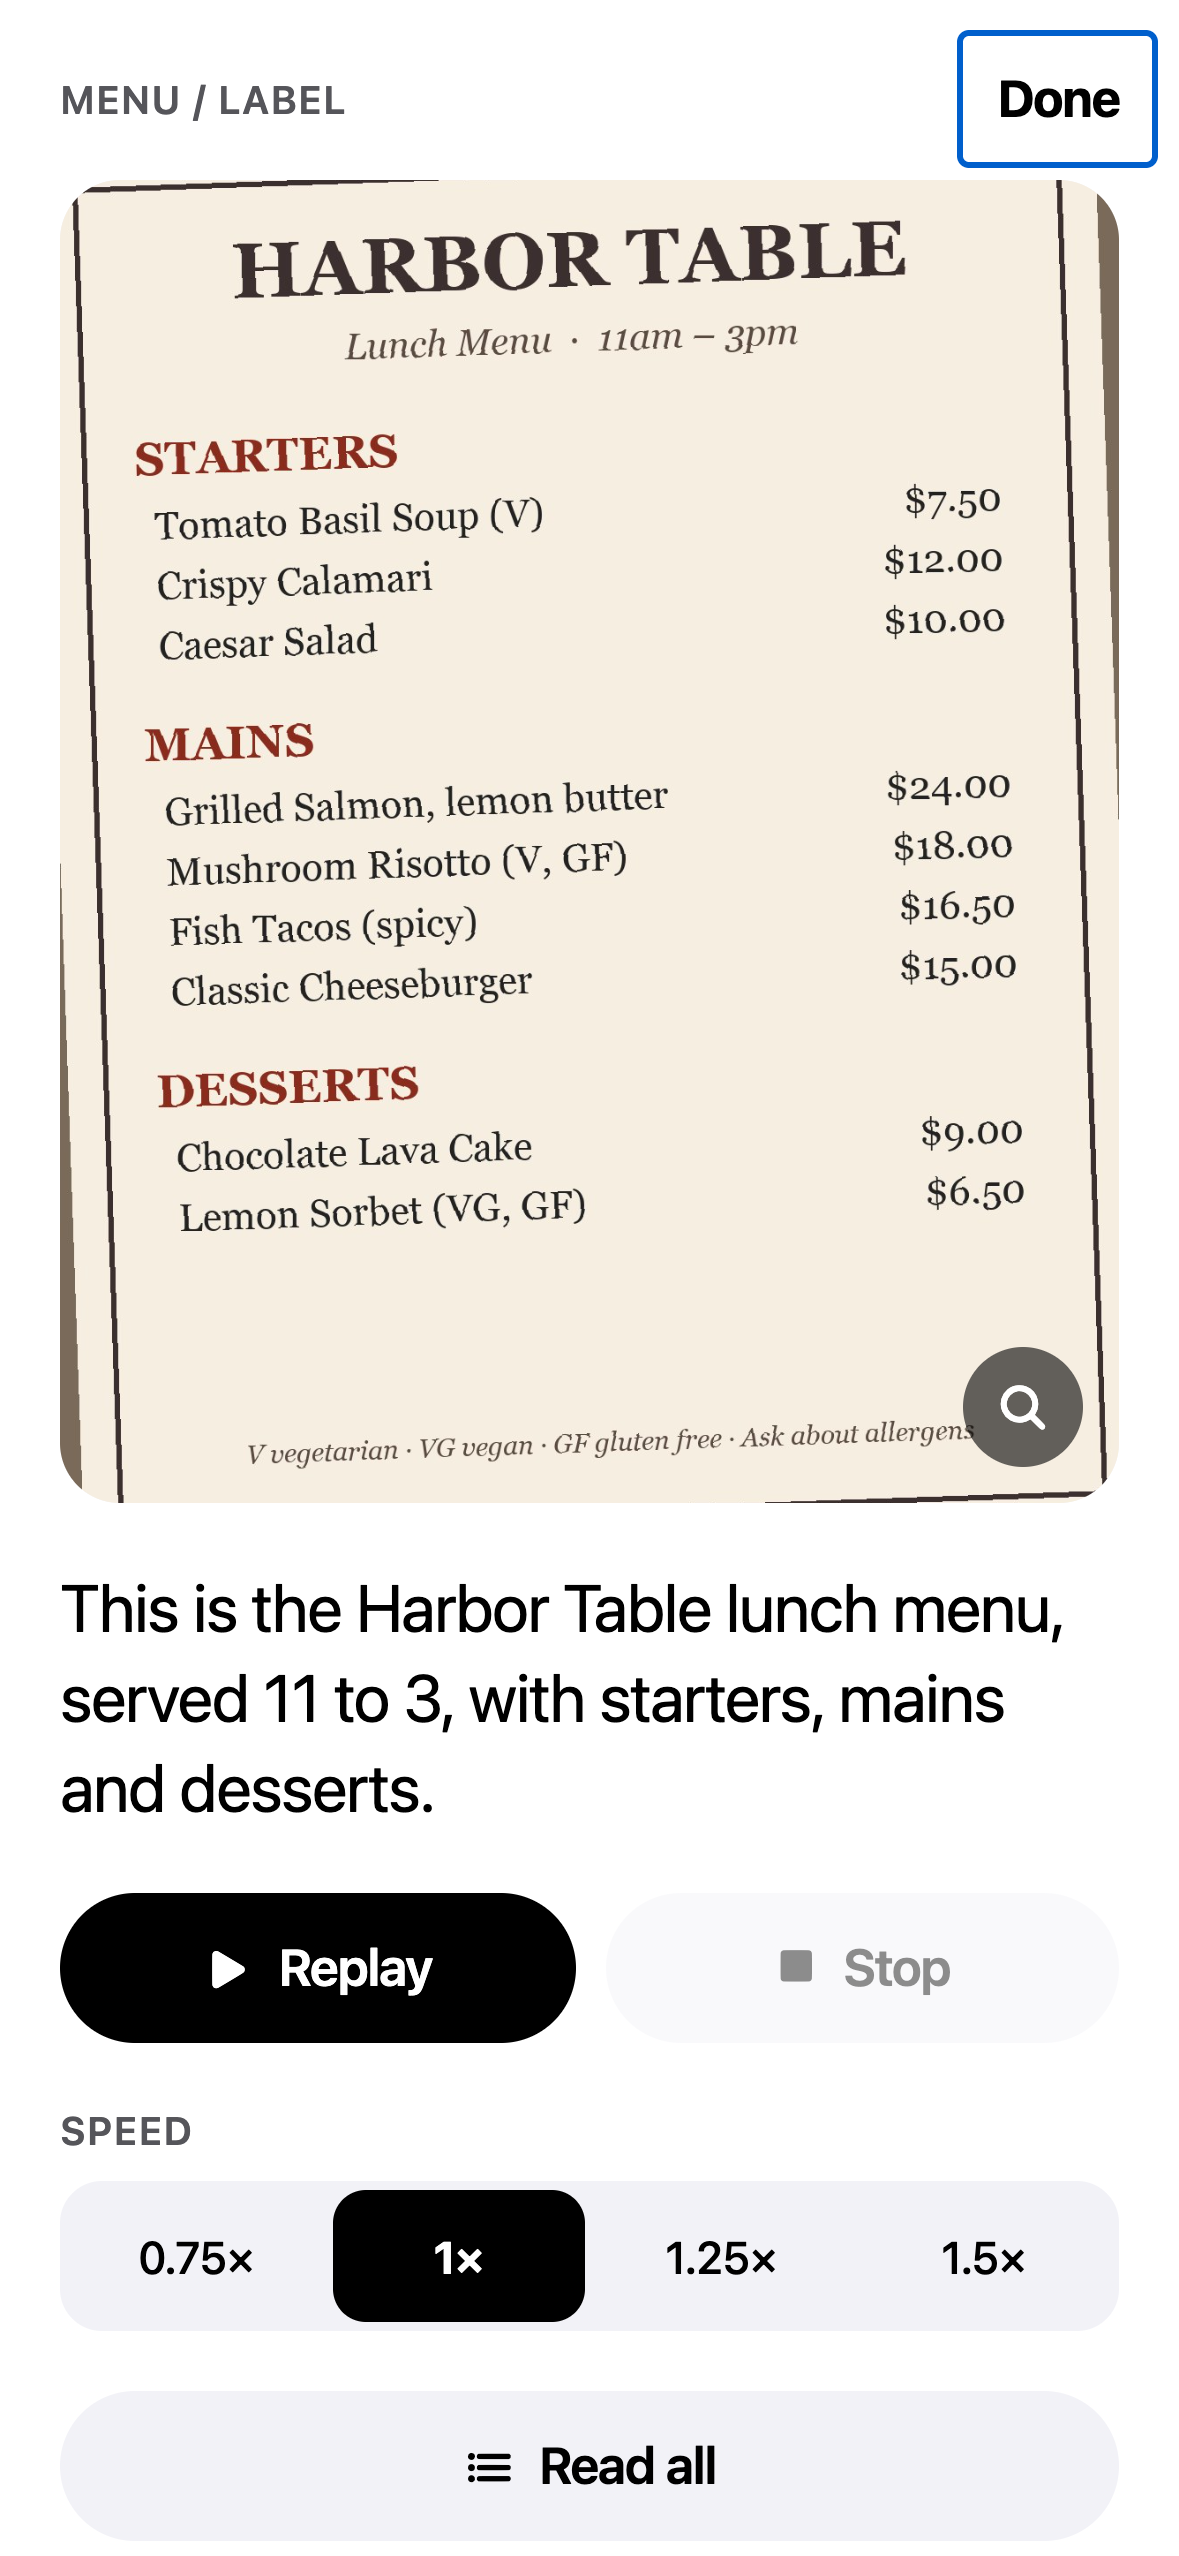 MENU / LABEL
Done
HARBOR TABLE
Lunch Menu · 11am – 3pm
STARTERS
Tomato Basil Soup (V) $7.50
Crispy Calamari $12.00
Caesar Salad $10.00
MAINS
Grilled Salmon, lemon butter $24.00
Mushroom Risotto (V, GF) $18.00
Fish Tacos (spicy) $16.50
Classic Cheeseburger $15.00
DESSERTS
Chocolate Lava Cake $9.00
Lemon Sorbet (VG, GF) $6.50
V vegetarian · VG vegan · GF gluten free · Ask about allergens
This is the Harbor Table lunch menu,
served 11 to 3, with starters, mains
and desserts.
Replay
Stop
SPEED
0.75× 1× 1.25× 1.5×
Read all